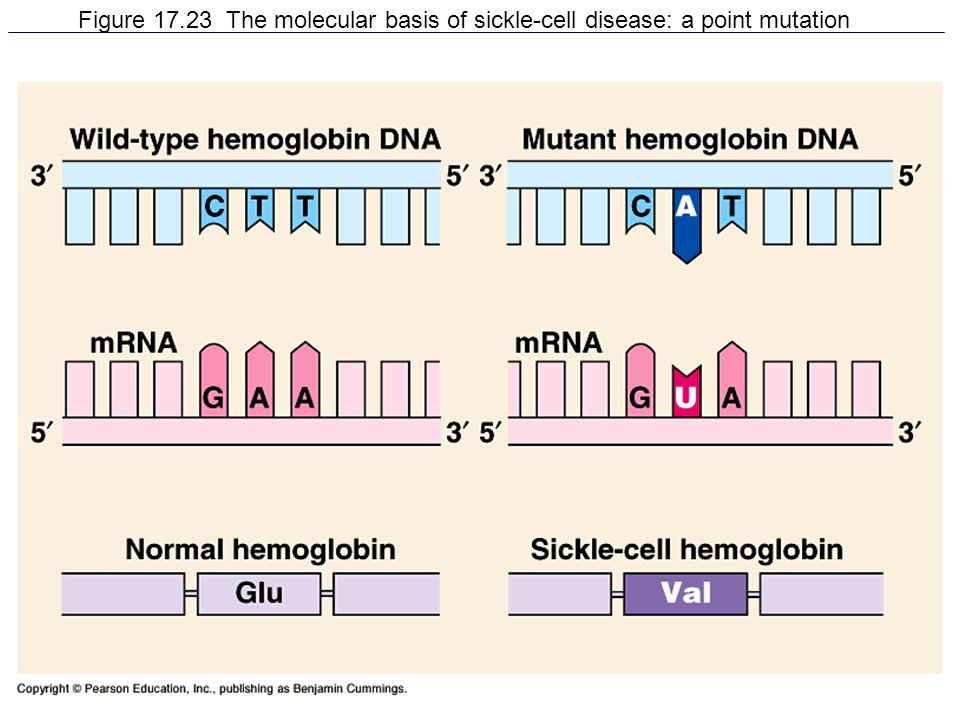 Figure 17.23 The molecular basis of sickle-cell disease: a point mutation
Wild-type hemoglobin DNA
3′ 5′
C T T
Mutant hemoglobin DNA
3′ 5′
C A T
mRNA
G A A
5′ 3′
mRNA
G U A
5′ 3′
Normal hemoglobin
Glu
Sickle-cell hemoglobin
Val
Copyright © Pearson Education, Inc., publishing as Benjamin Cummings.